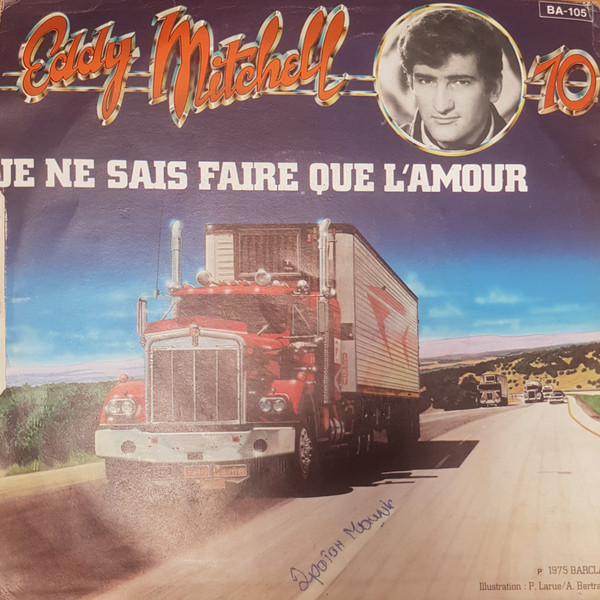 Eddy Mitchell 10
BA-105
JE NE SAIS FAIRE QUE L'AMOUR
P 1975 BARCLA
Illustration : P. Larue/A. Bertra